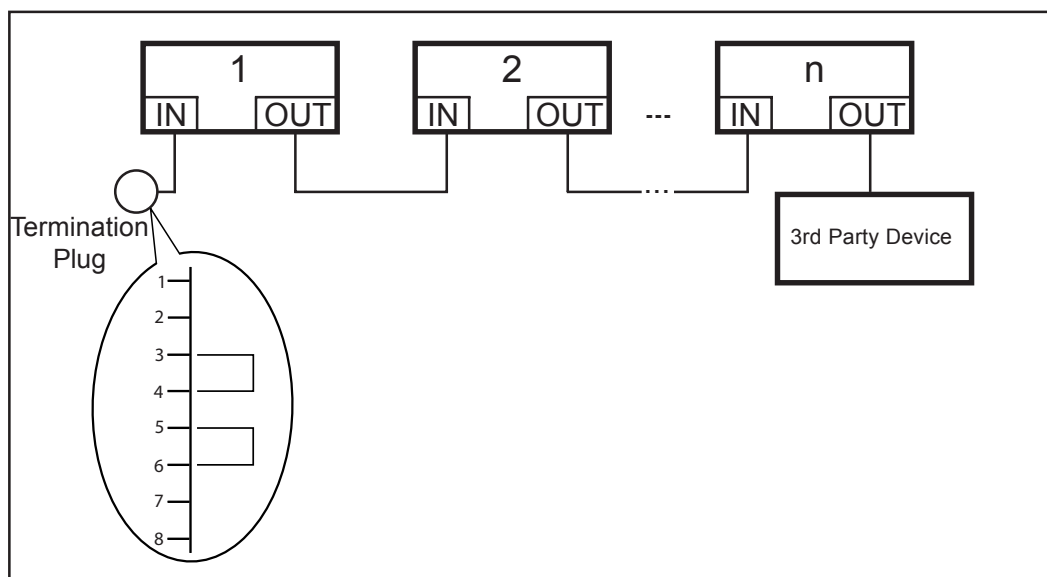 1 2 n
IN OUT IN OUT --- IN OUT
...
Termination
Plug
3rd Party Device
1
2
3
4
5
6
7
8